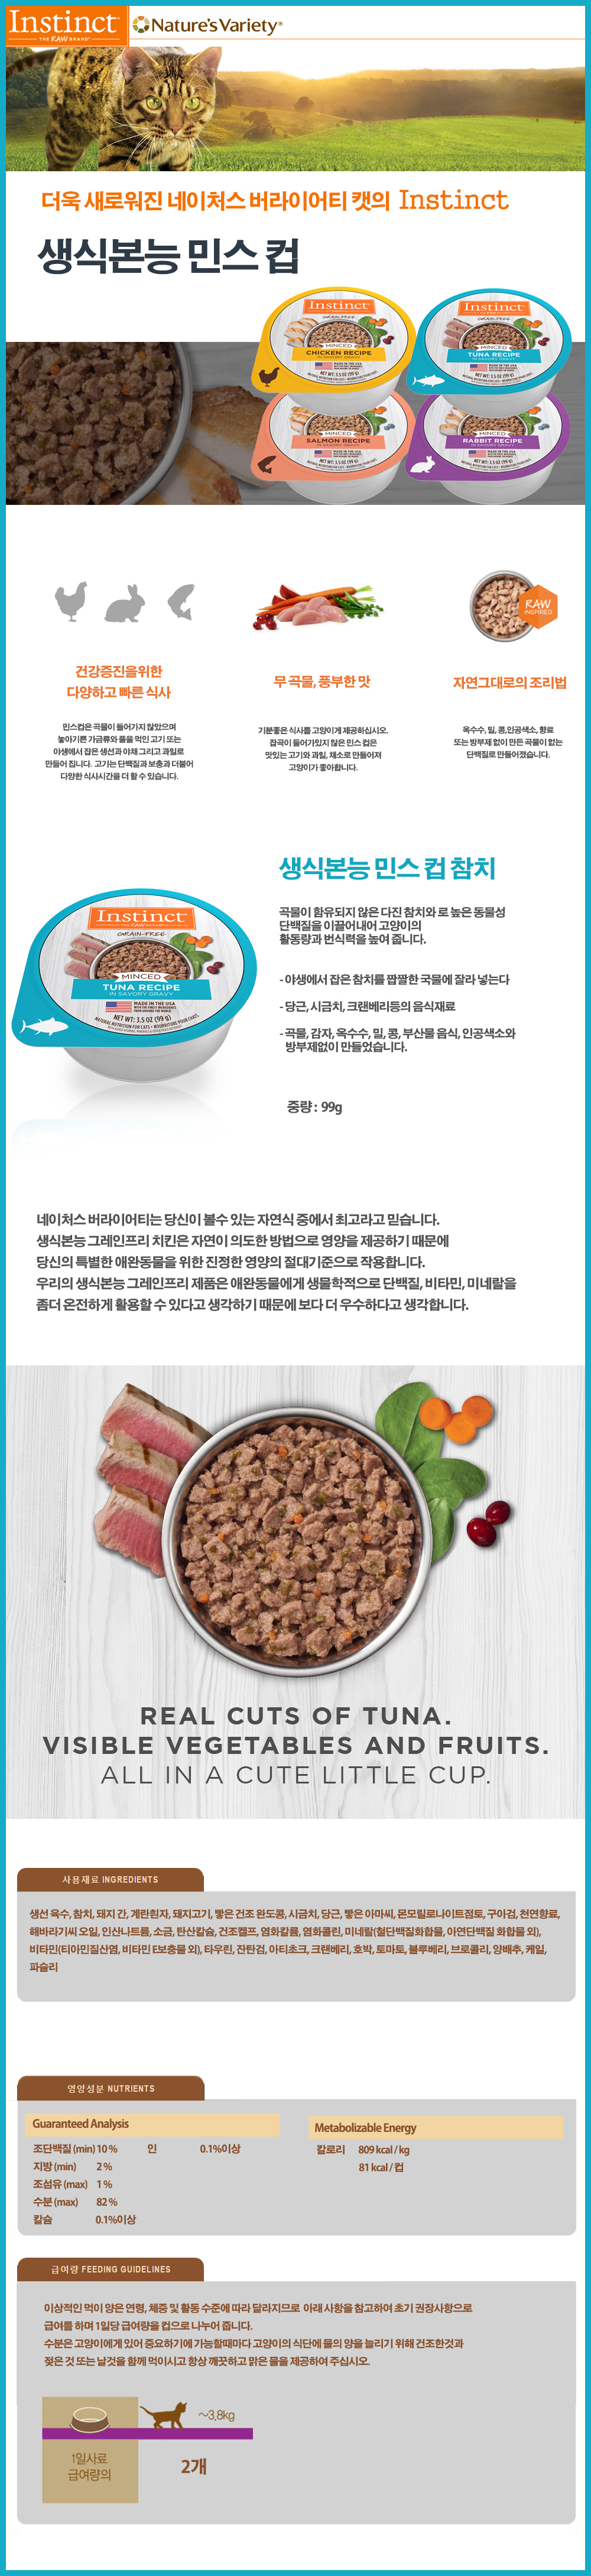 Instinct
THE RAW BRAND
Nature's Variety®
더욱 새로워진 네이처스 버라이어티 캣의 Instinct
생식본능 민스 컵
Instinct
GRAIN-FREE
MINCED
CHICKEN RECIPE
IN SAVORY GRAVY
MADE IN THE USA
NET WT: 3.5 OZ (99 g)
Instinct
GRAIN-FREE
MINCED
TUNA RECIPE
IN SAVORY GRAVY
MADE IN THE USA
NET WT: 3.5 OZ (99 g)
MINCED
SALMON RECIPE
IN SAVORY GRAVY
MADE IN THE USA
NET WT: 3.5 OZ (99 g)
MINCED
RABBIT RECIPE
IN SAVORY GRAVY
MADE IN THE USA
NET WT: 3.5 OZ (99 g)
RAW
INSPIRED
건강증진을위한
다양하고 빠른 식사
민스컵은 곡물이 들어가지 않았으며
놓아기른 가금류와 풀을 먹인 고기 또는
야생에서 잡은 생선과 야채 그리고 과일로
만들어 집니다. 고기는 단백질과 보충과 더불어
다양한 식사시간을 더 할 수 있습니다.
무 곡물, 풍부한 맛
기분좋은 식사를 고양이게 제공하십시오.
잡곡이 들어가있지 않은 민스 컵은
맛있는 고기와 과일, 채소로 만들어져
고양이가 좋아합니다.
자연그대로의 조리법
옥수수, 밀, 콩,인공색소, 향료
또는 방부제 없이 만든 곡물이 없는
단백질로 만들어졌습니다.
생식본능 민스 컵 참치
곡물이 함유되지 않은 다진 참치와 로 높은 동물성
단백질을 이끌어내어 고양이의
활동량과 번식력을 높여 줍니다.
- 야생에서 잡은 참치를 짭짤한 국물에 잘라 넣는다
- 당근, 시금치, 크랜베리등의 음식재료
- 곡물, 감자, 옥수수, 밀, 콩, 부산물 음식, 인공색소와
방부제없이 만들었습니다.
중량 : 99g
Instinct
THE RAW BRAND
GRAIN-FREE
MINCED
TUNA RECIPE
IN SAVORY GRAVY
MADE IN THE USA
WITH THE FINEST INGREDIENTS
FROM AROUND THE WORLD
NET WT: 3.5 OZ (99 g)
NATURAL NUTRITION FOR CATS • NOURRITURE POUR CHATS
네이처스 버라이어티는 당신이 볼수 있는 자연식 중에서 최고라고 믿습니다.
생식본능 그레인프리 치킨은 자연이 의도한 방법으로 영양을 제공하기 때문에
당신의 특별한 애완동물을 위한 진정한 영양의 절대기준으로 작용합니다.
우리의 생식본능 그레인프리 제품은 애완동물에게 생물학적으로 단백질, 비타민, 미네랄을
좀더 온전하게 활용할 수 있다고 생각하기 때문에 보다 더 우수하다고 생각합니다.
REAL CUTS OF TUNA.
VISIBLE VEGETABLES AND FRUITS.
ALL IN A CUTE LITTLE CUP.
사용재료 INGREDIENTS
생선 육수, 참치, 돼지 간, 계란흰자, 돼지고기, 빻은 건조 완도콩, 시금치, 당근, 빻은 아마씨, 몬모릴로나이트점토, 구아검, 천연향료,
해바라기씨 오일, 인산나트륨, 소금, 탄산칼슘, 건조켈프, 염화칼륨, 염화콜린, 미네랄(철단백질화합물, 아연단백질 화합물 외),
비타민(티아민질산염, 비타민 E보충물 외), 타우린, 잔탄검, 아티초크, 크랜베리, 호박, 토마토, 블루베리, 브로콜리, 양배추, 케일,
파슬리
영양성분 NUTRIENTS
Guaranteed Analysis
조단백질 (min) 10 % 인 0.1%이상
지방 (min) 2 %
조섬유 (max) 1 %
수분 (max) 82 %
칼슘 0.1%이상
Metabolizable Energy
칼로리 809 kcal / kg
81 kcal / 컵
급여량 FEEDING GUIDELINES
이상적인 먹이 양은 연령, 체중 및 활동 수준에 따라 달라지므로 아래 사항을 참고하여 초기 권장사항으로
급여를 하며 1일당 급여량을 컵으로 나누어 줍니다.
수분은 고양이에게 있어 중요하기에 가능할때마다 고양이의 식단에 물의 양을 늘리기 위해 건조한것과
젖은 것 또는 날것을 함께 먹이시고 항상 깨끗하고 맑은 물을 제공하여 주십시오.
~3,8kg
1일사료
급여량의
2개